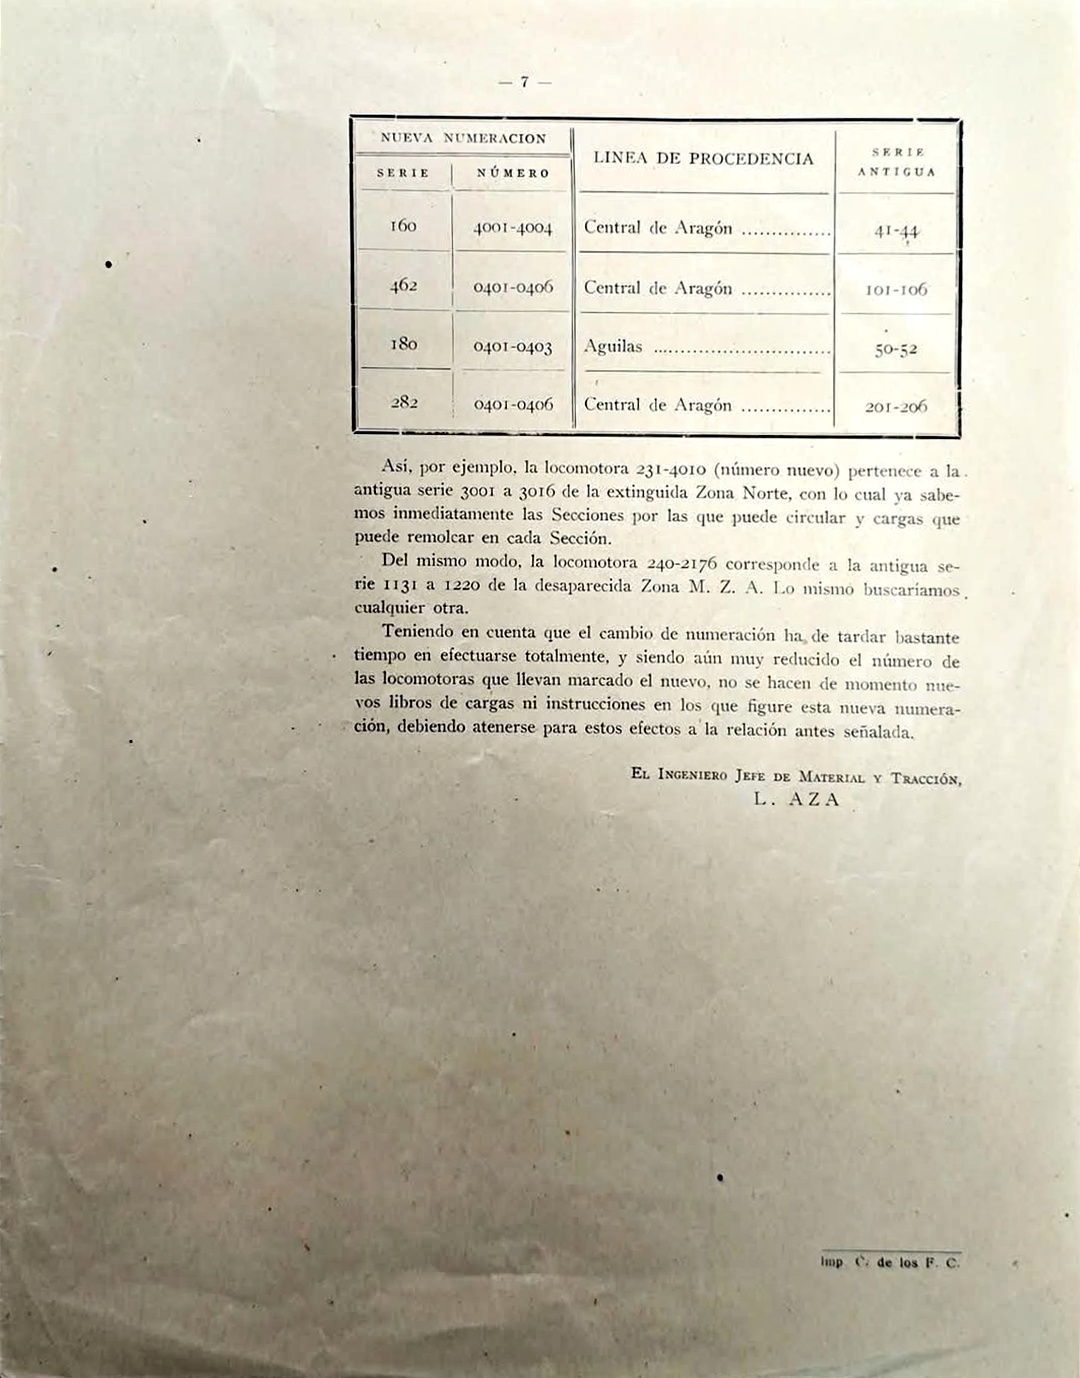 — 7 —
NUEVA NUMERACION
LINEA DE PROCEDENCIA
SERIE ANTIGUA
SERIE
NÚMERO
160 4001-4004 Central de Aragón ............... 41-44
462 0401-0406 Central de Aragón ............... 101-106
180 0401-0403 Aguilas .............................. 50-52
282 0401-0406 Central de Aragón ............... 201-206
Así, por ejemplo, la locomotora 231-4010 (número nuevo) pertenece a la
antigua serie 3001 a 3016 de la extinguida Zona Norte, con lo cual ya sabe-
mos inmediatamente las Secciones por las que puede circular y cargas que
puede remolcar en cada Sección.
Del mismo modo, la locomotora 240-2176 corresponde a la antigua se-
rie 1131 a 1220 de la desaparecida Zona M. Z. A. Lo mismo buscaríamos
cualquier otra.
Teniendo en cuenta que el cambio de numeración ha de tardar bastante
tiempo en efectuarse totalmente, y siendo aún muy reducido el número de
las locomotoras que llevan marcado el nuevo, no se hacen de momento nue-
vos libros de cargas ni instrucciones en los que figure esta nueva numera-
ción, debiendo atenerse para estos efectos a la relación antes señalada.
EL INGENIERO JEFE DE MATERIAL Y TRACCIÓN,
L. AZA
Imp C. de los F. C.